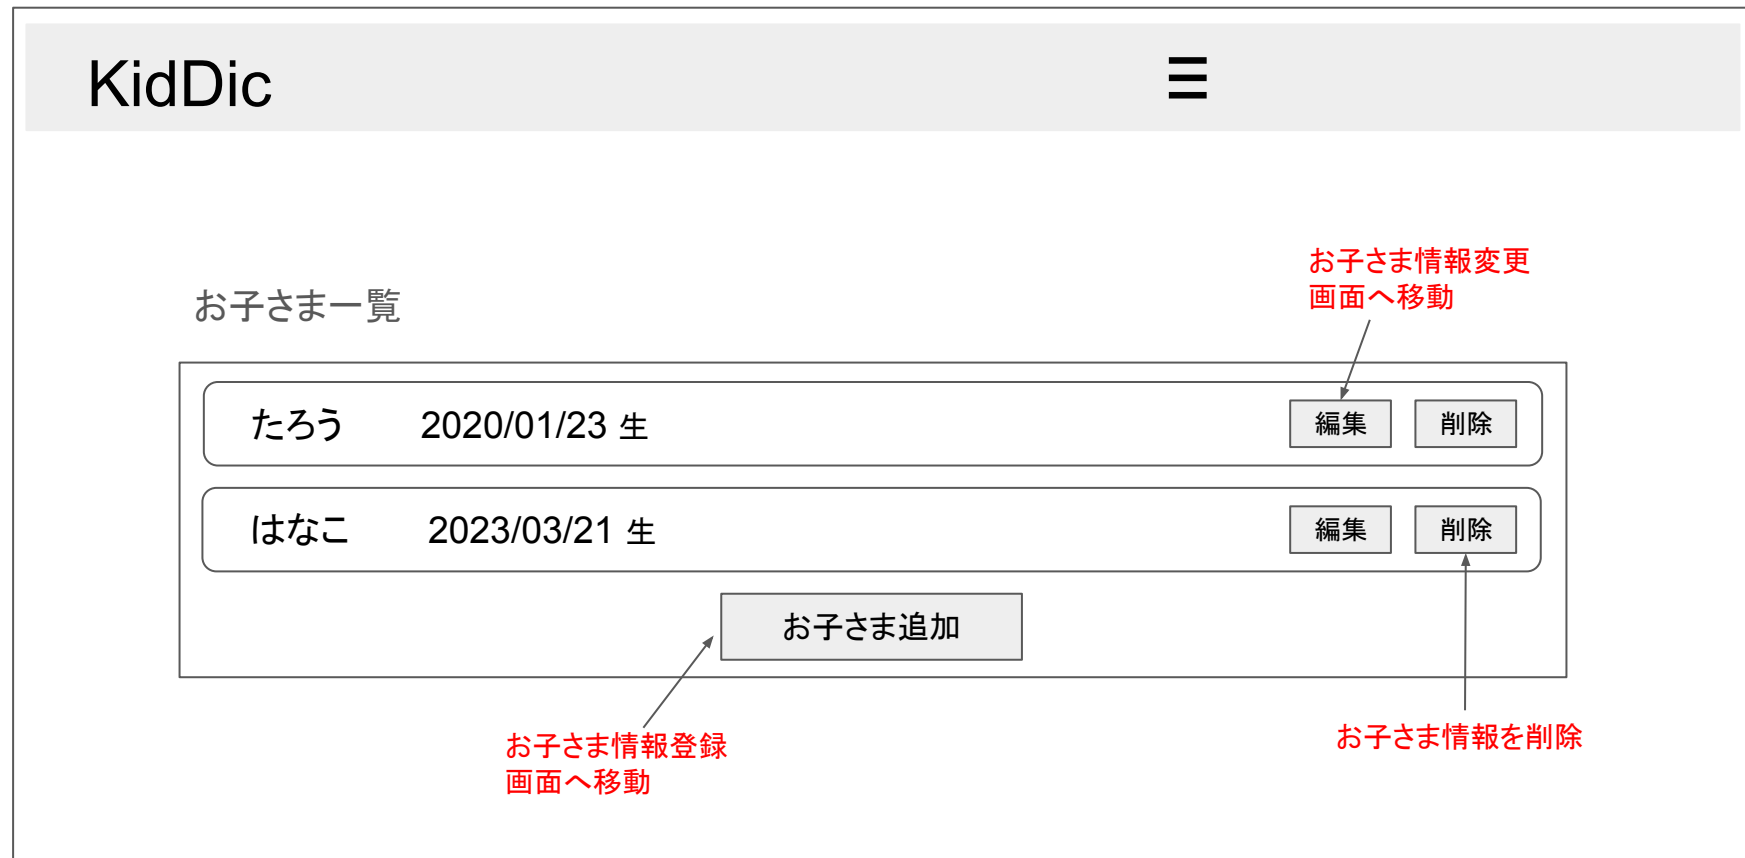 KidDic
お子さま情報変更
画面へ移動
お子さま一覧
たろう 2020/01/23 生 編集 削除
はなこ 2023/03/21 生 編集 削除
お子さま追加
お子さま情報登録
画面へ移動
お子さま情報を削除